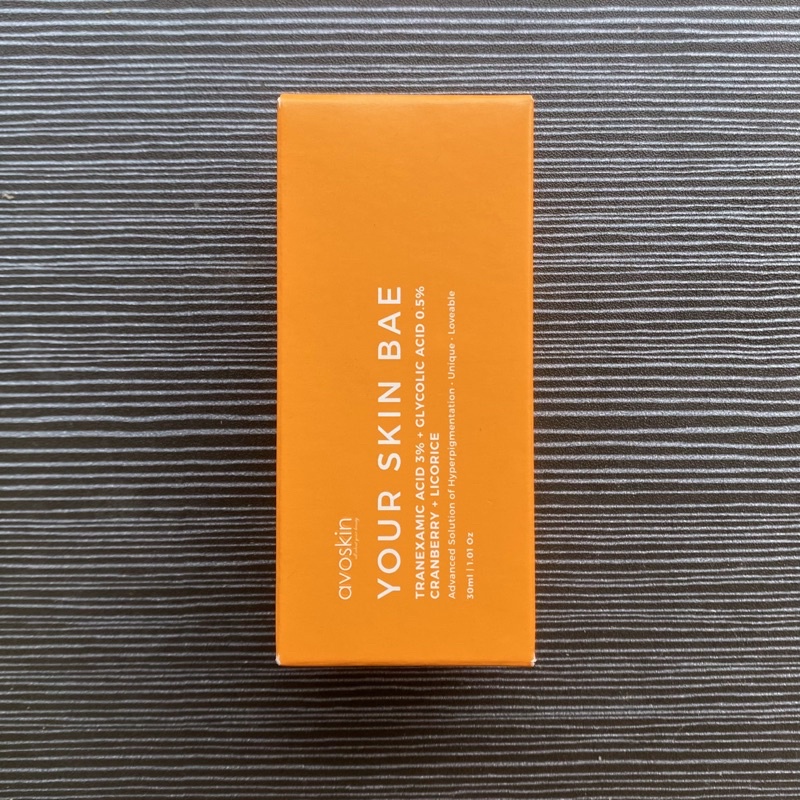 avoskin
YOUR SKIN BAE
TRANEXAMIC ACID 3% + GLYCOLIC ACID 0.5%
CRANBERRY + LICORICE
Advanced Solution of Hyperpigmentation · Unique · Loveable
30ml | 1.01 Oz